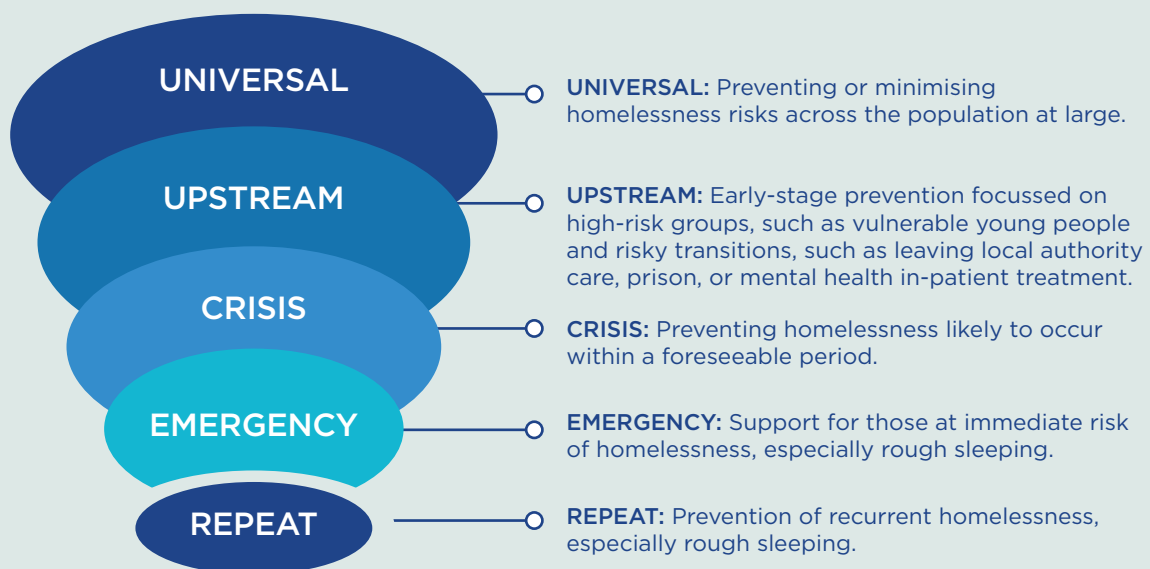 UNIVERSAL
UNIVERSAL: Preventing or minimising
homelessness risks across the population at large.
UPSTREAM
UPSTREAM: Early-stage prevention focussed on
high-risk groups, such as vulnerable young people
and risky transitions, such as leaving local authority
care, prison, or mental health in-patient treatment.
CRISIS
CRISIS: Preventing homelessness likely to occur
within a foreseeable period.
EMERGENCY
EMERGENCY: Support for those at immediate risk
of homelessness, especially rough sleeping.
REPEAT
REPEAT: Prevention of recurrent homelessness,
especially rough sleeping.